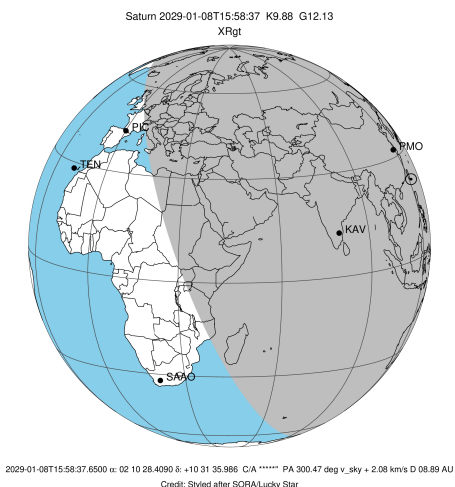 Saturn 2029-01-08T15:58:37 K9.88 G12.13
XRgt
PIC
TEN
PMO
KAV
SAAO
2029-01-08T15:58:37.6500 α: 02 10 28.4090 δ: +10 31 35.986 C/A *****" PA 300.47 deg v_sky + 2.08 km/s D 08.89 AU
Credit: Styled after SORA/Lucky Star